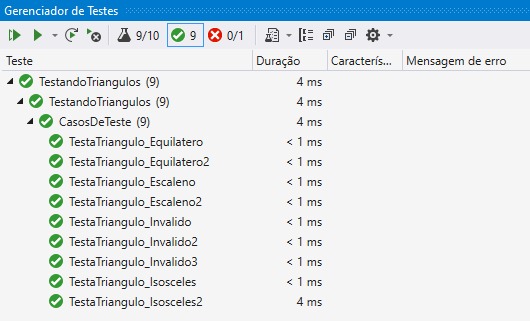 Gerenciador de Testes
9/10 9 0/1
Teste Duração Caracterís... Mensagem de erro
TestandoTriangulos (9) 4 ms
TestandoTriangulos (9) 4 ms
CasosDeTeste (9) 4 ms
TestaTriangulo_Equilatero < 1 ms
TestaTriangulo_Equilatero2 < 1 ms
TestaTriangulo_Escaleno < 1 ms
TestaTriangulo_Escaleno2 < 1 ms
TestaTriangulo_Invalido < 1 ms
TestaTriangulo_Invalido2 < 1 ms
TestaTriangulo_Invalido3 < 1 ms
TestaTriangulo_Isosceles < 1 ms
TestaTriangulo_Isosceles2 4 ms